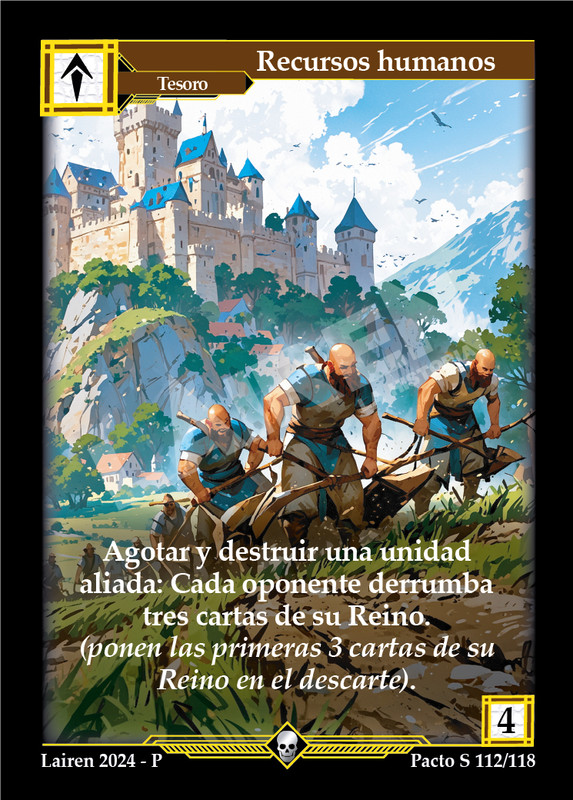 Recursos humanos
Tesoro
Agotar y destruir una unidad
aliada: Cada oponente derrumba
tres cartas de su Reino.
(ponen las primeras 3 cartas de su
Reino en el descarte).
4
Lairen 2024 - P
Pacto S 112/118